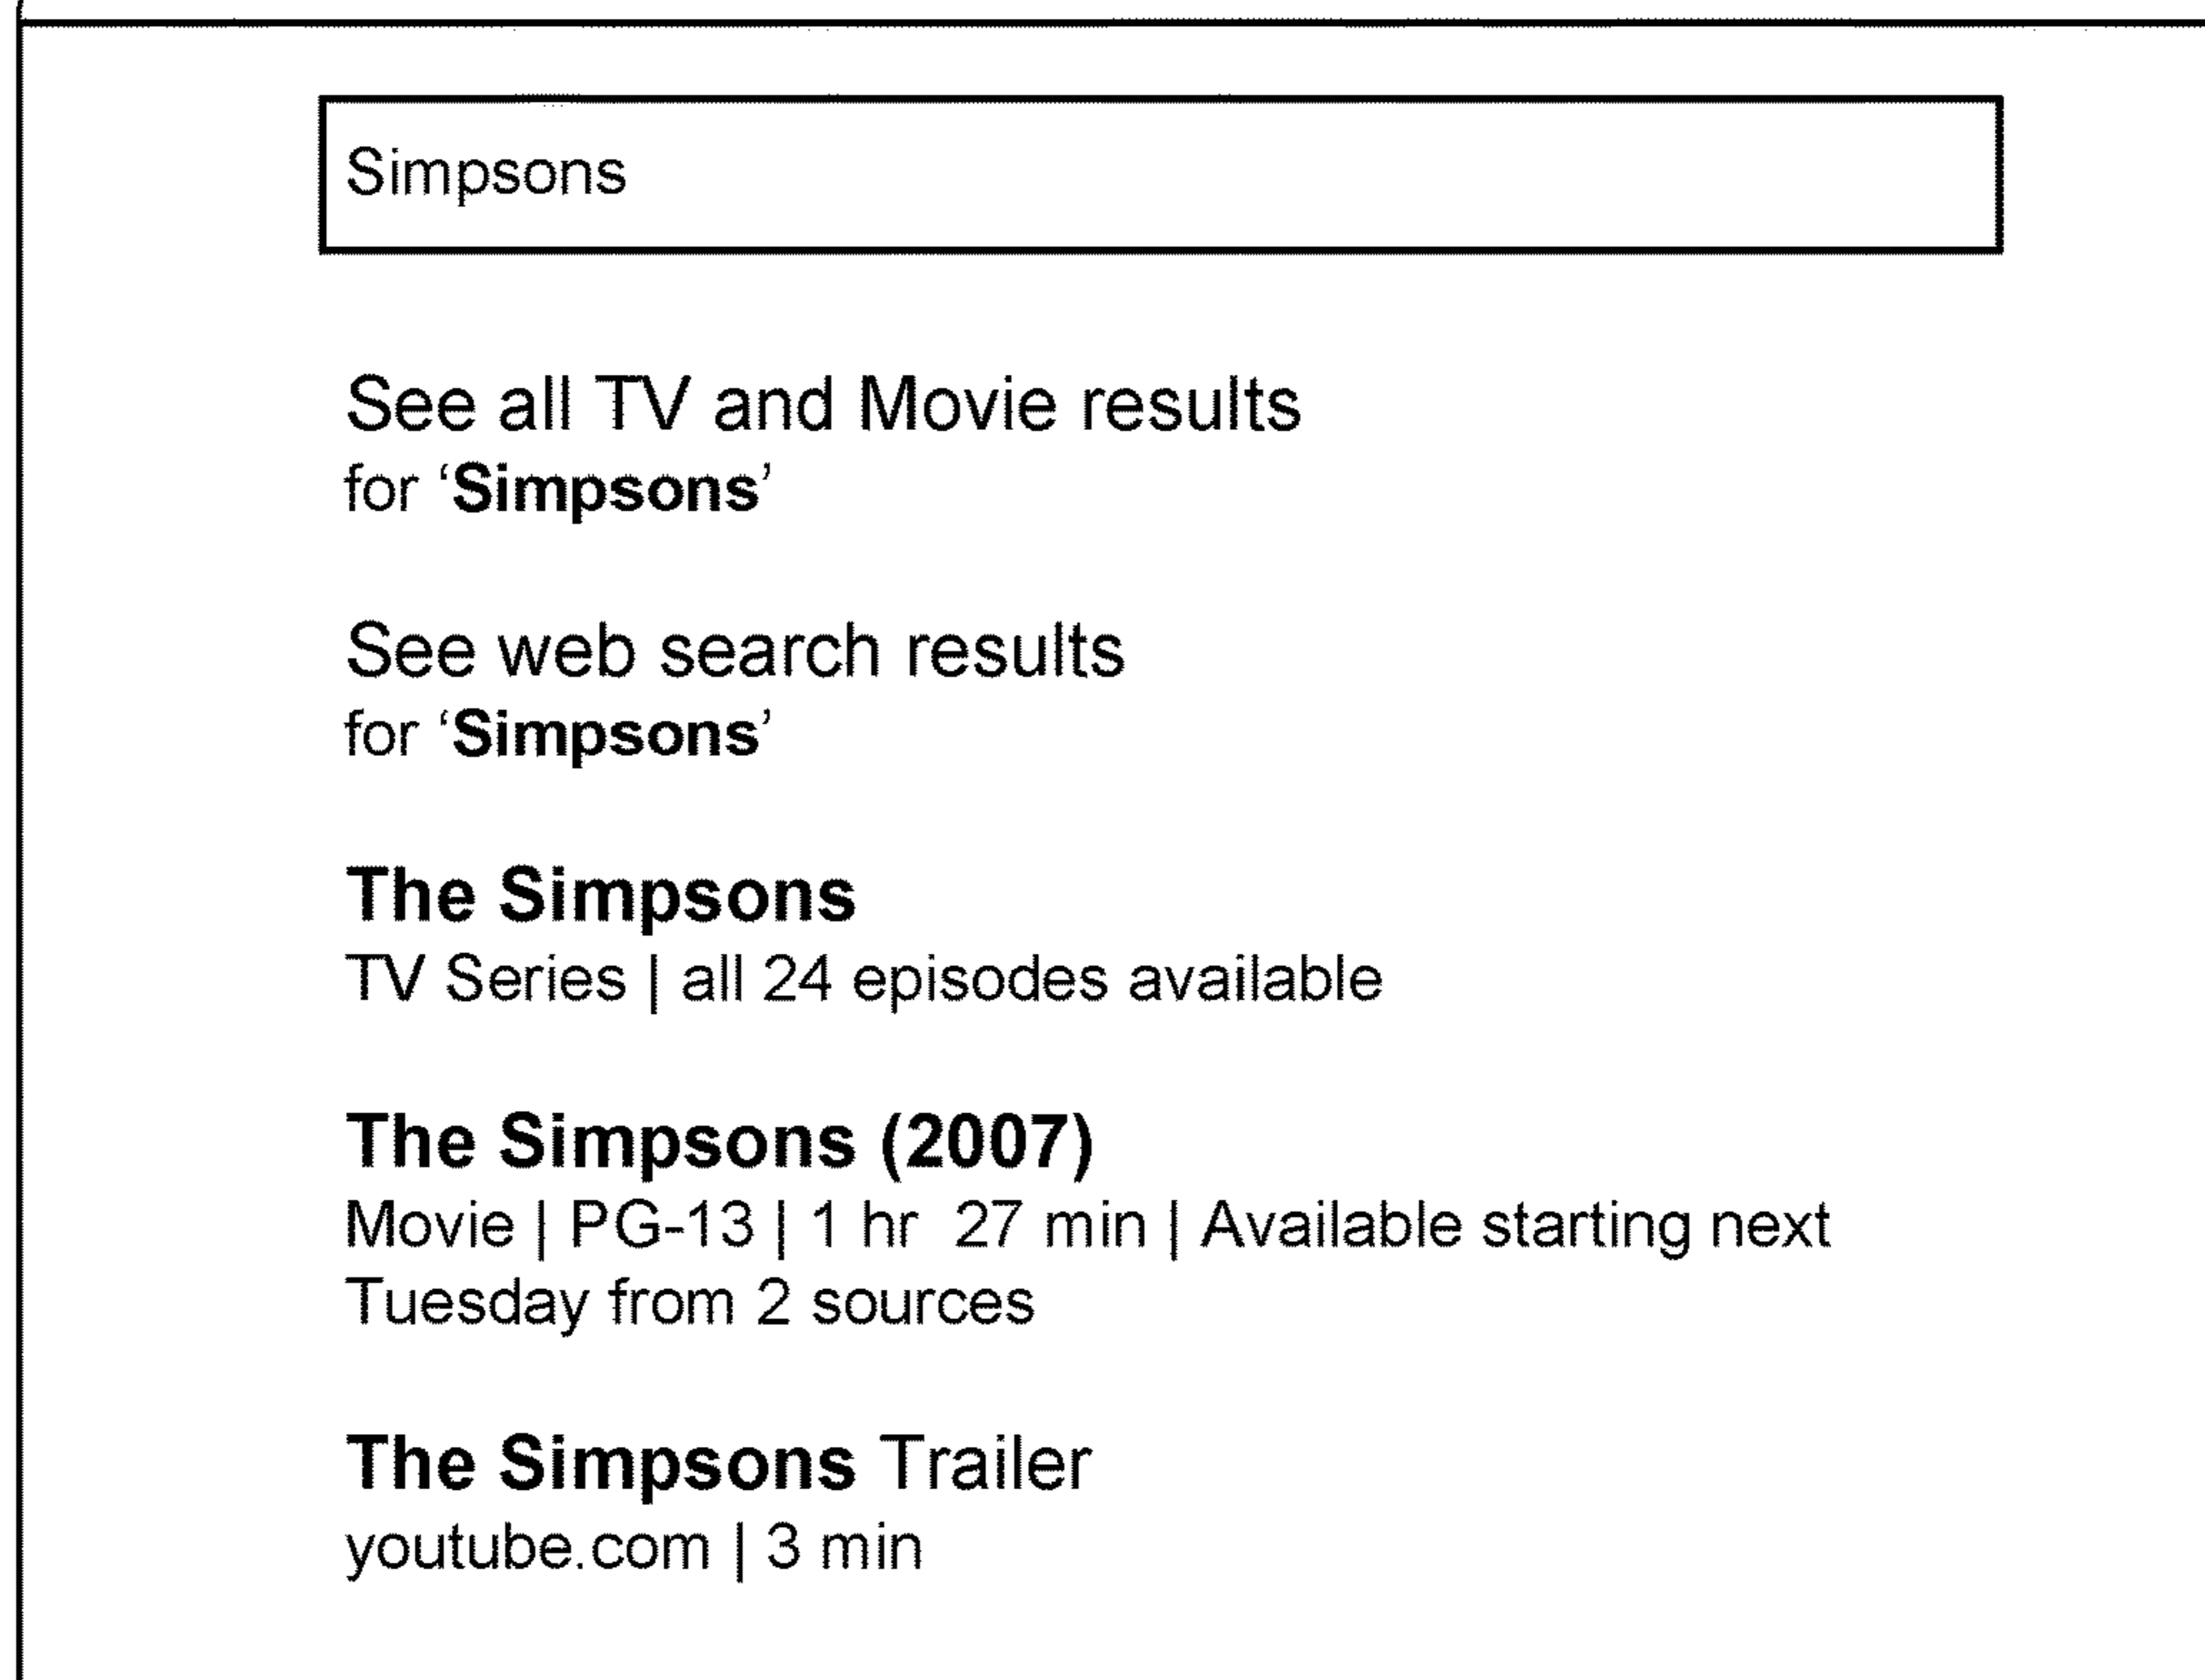 Simpsons
See all TV and Movie results
for ‘Simpsons’
See web search results
for ‘Simpsons’
The Simpsons
TV Series | all 24 episodes available
The Simpsons (2007)
Movie | PG-13 | 1 hr  27 min | Available starting next
Tuesday from 2 sources
The Simpsons Trailer
youtube.com | 3 min